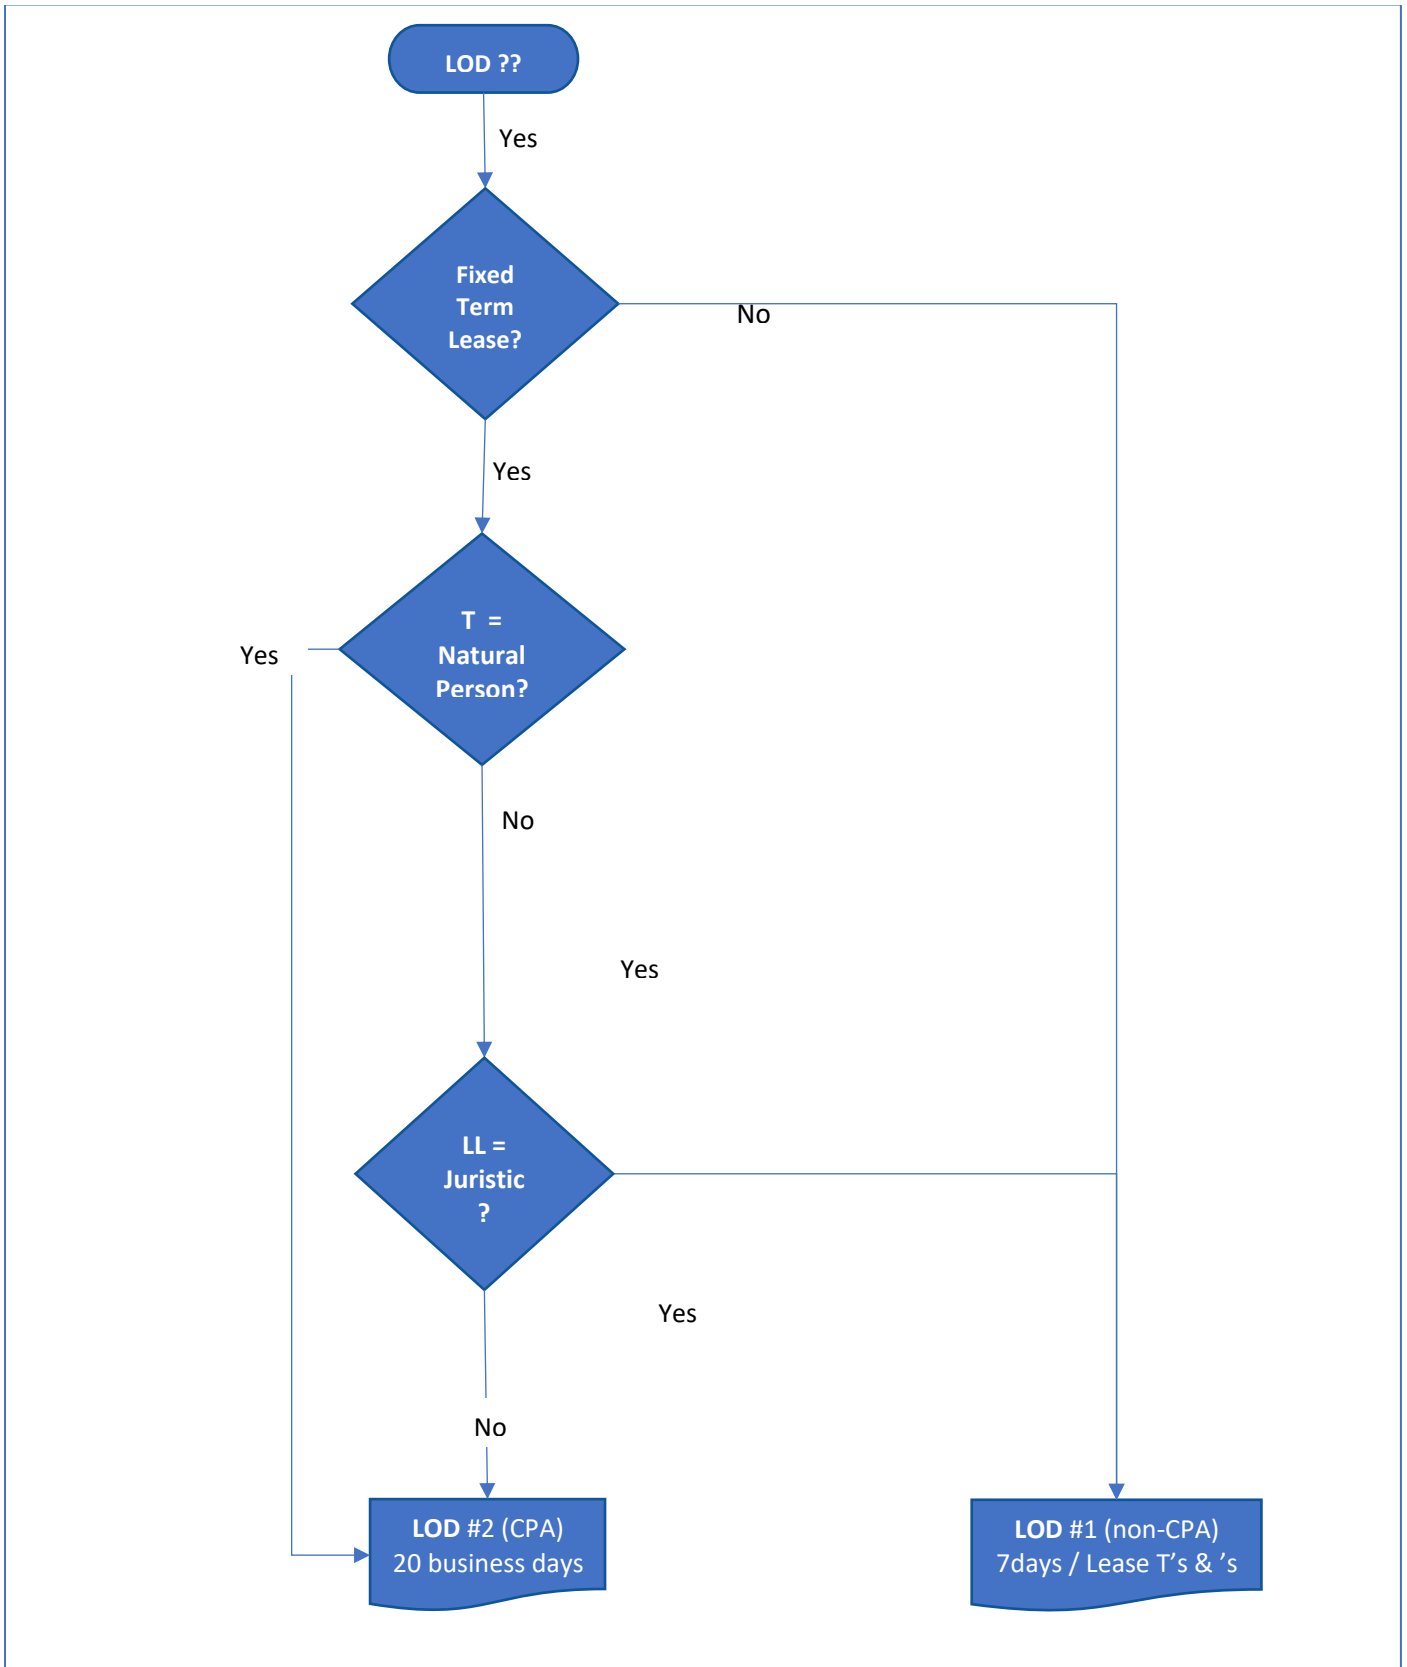 LOD ??
Yes
Fixed
Term
Lease?
No
Yes
T =
Natural
Person?
Yes
No
Yes
LL =
Juristic
?
Yes
No
LOD #2 (CPA)
20 business days
LOD #1 (non-CPA)
7days / Lease T’s & ’s